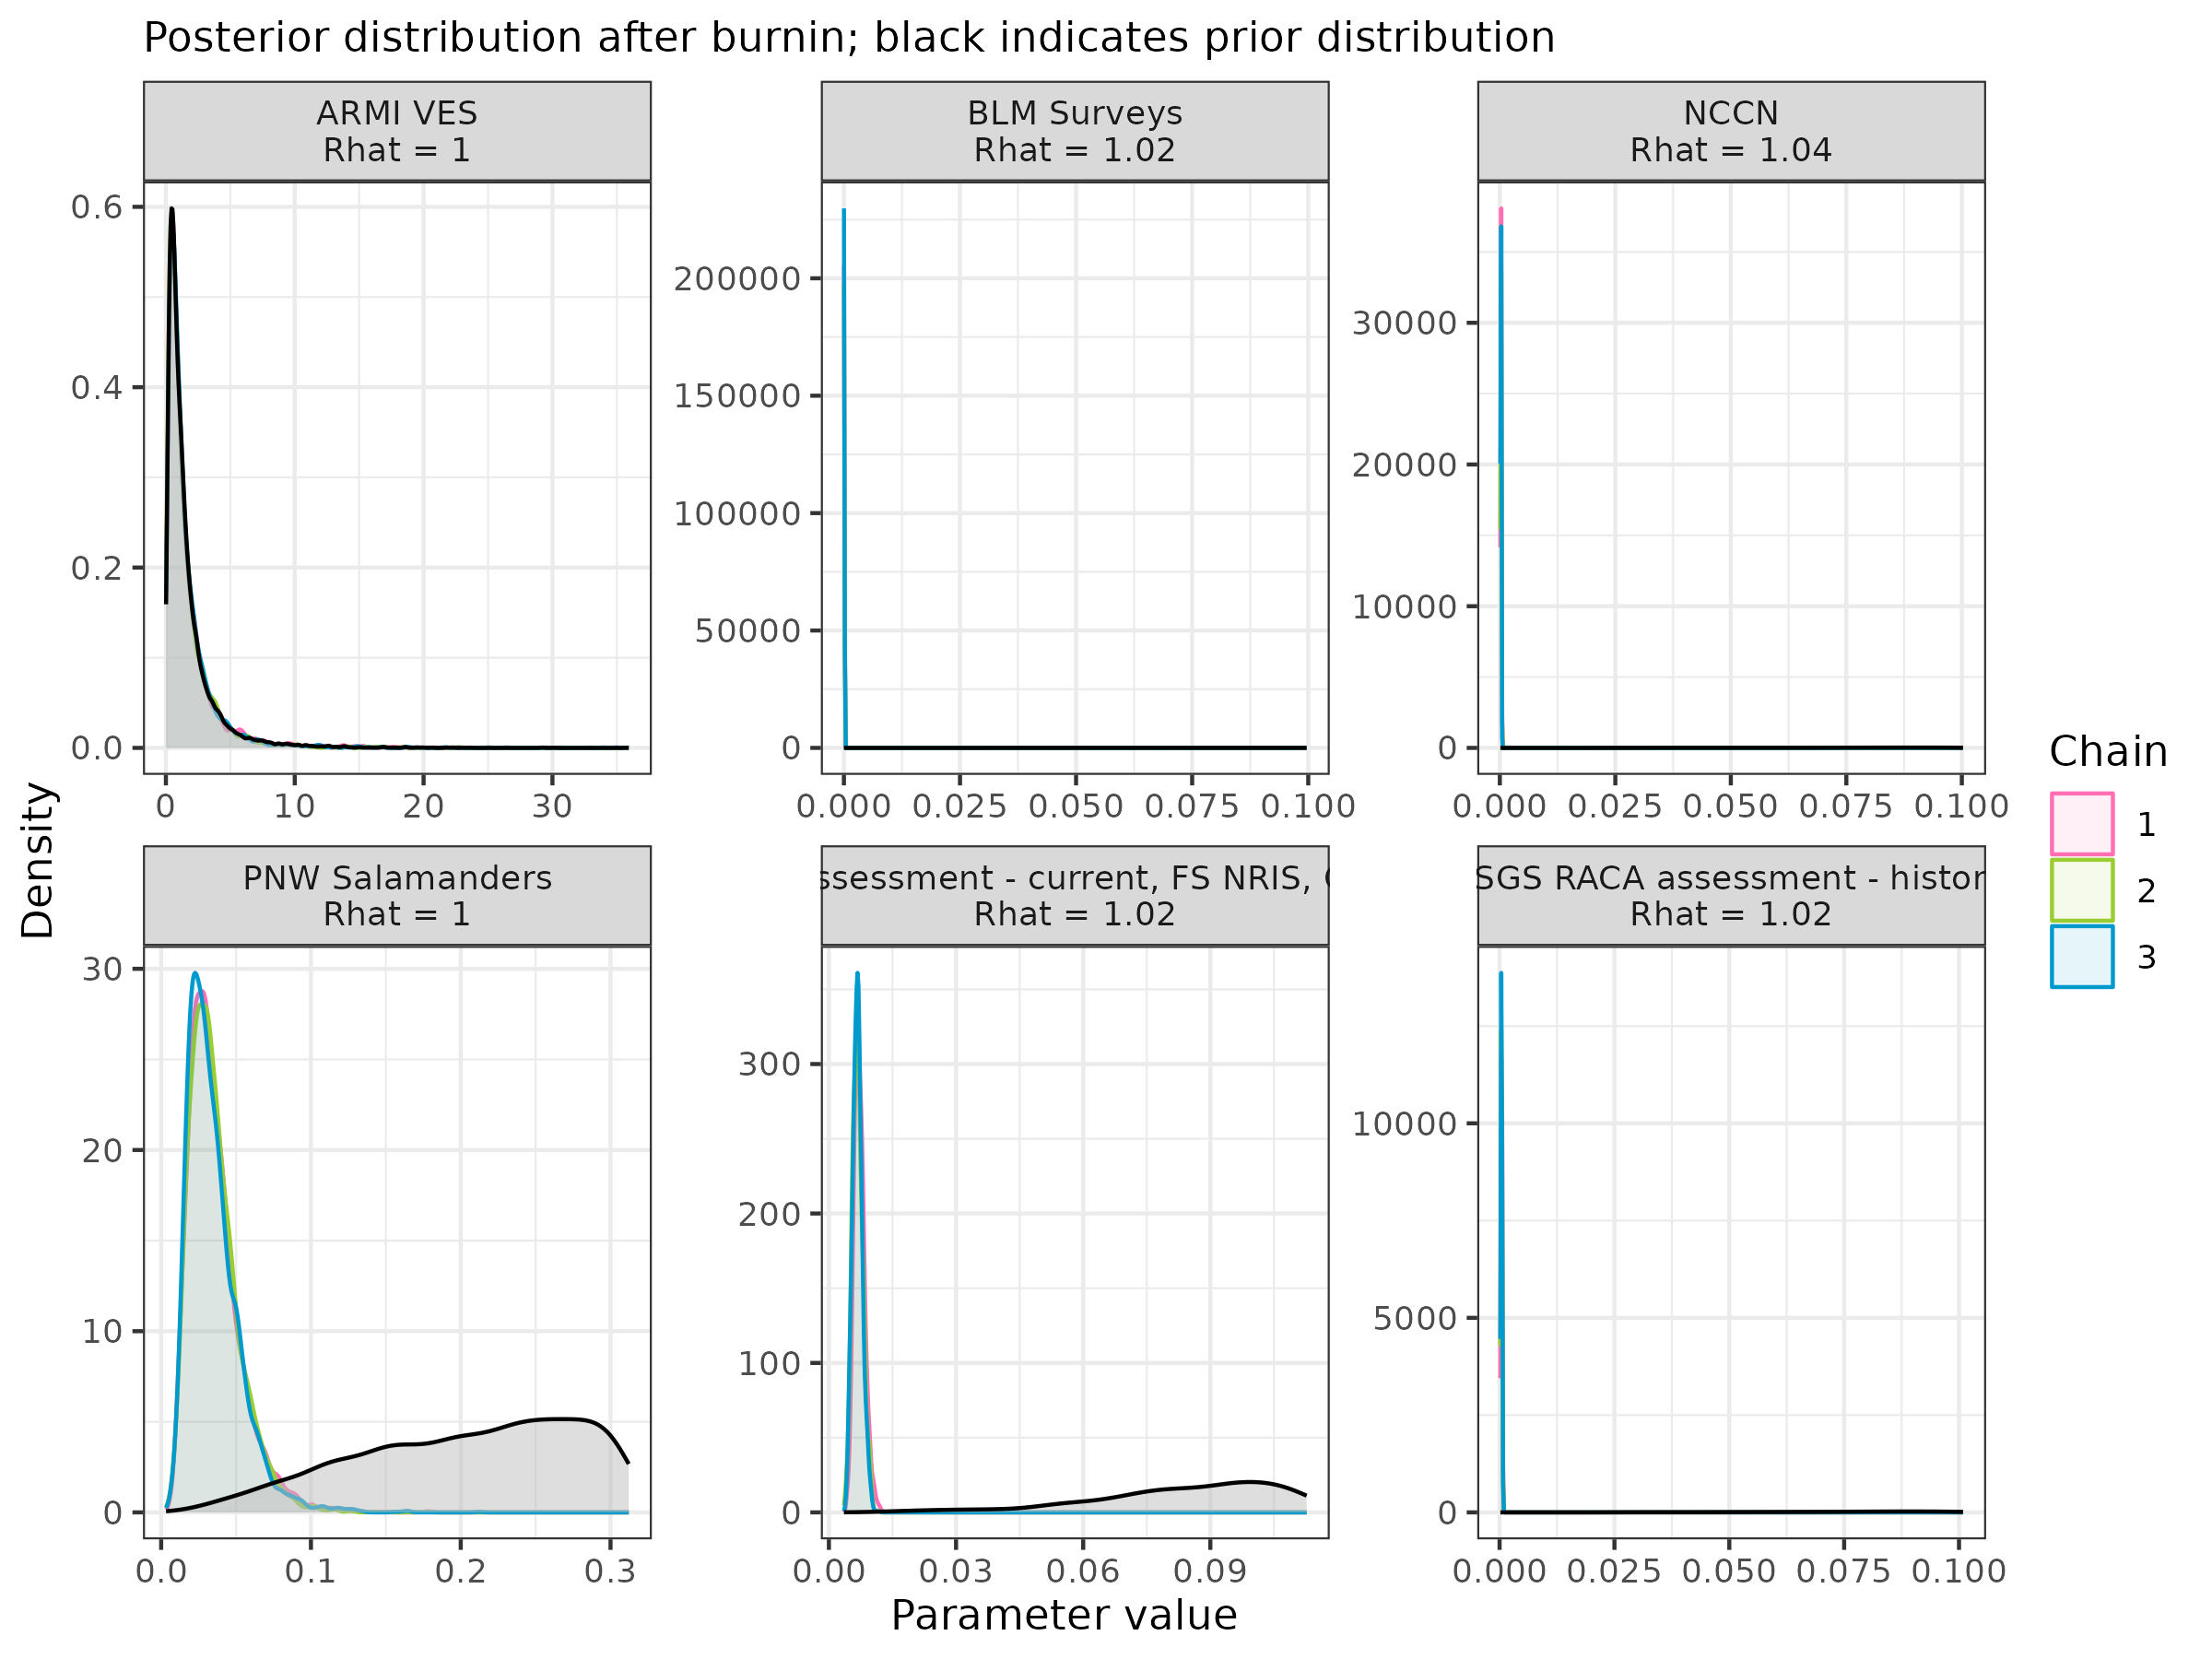 Posterior distribution after burnin; black indicates prior distribution
ARMI VES
Rhat = 1
BLM Surveys
Rhat = 1.02
NCCN
Rhat = 1.04
0.6
0.4
0.2
0.0
200000
150000
100000
50000
0
30000
20000
10000
0
0 10 20 30
0.000 0.025 0.050 0.075 0.100
0.000 0.025 0.050 0.075 0.100
PNW Salamanders
Rhat = 1
ssessment - current, FS NRIS,
Rhat = 1.02
SGS RACA assessment - histor
Rhat = 1.02
30
20
10
0
300
200
100
0
10000
5000
0
0.0 0.1 0.2 0.3
0.00 0.03 0.06 0.09
0.000 0.025 0.050 0.075 0.100
Density
Parameter value
Chain
1
2
3